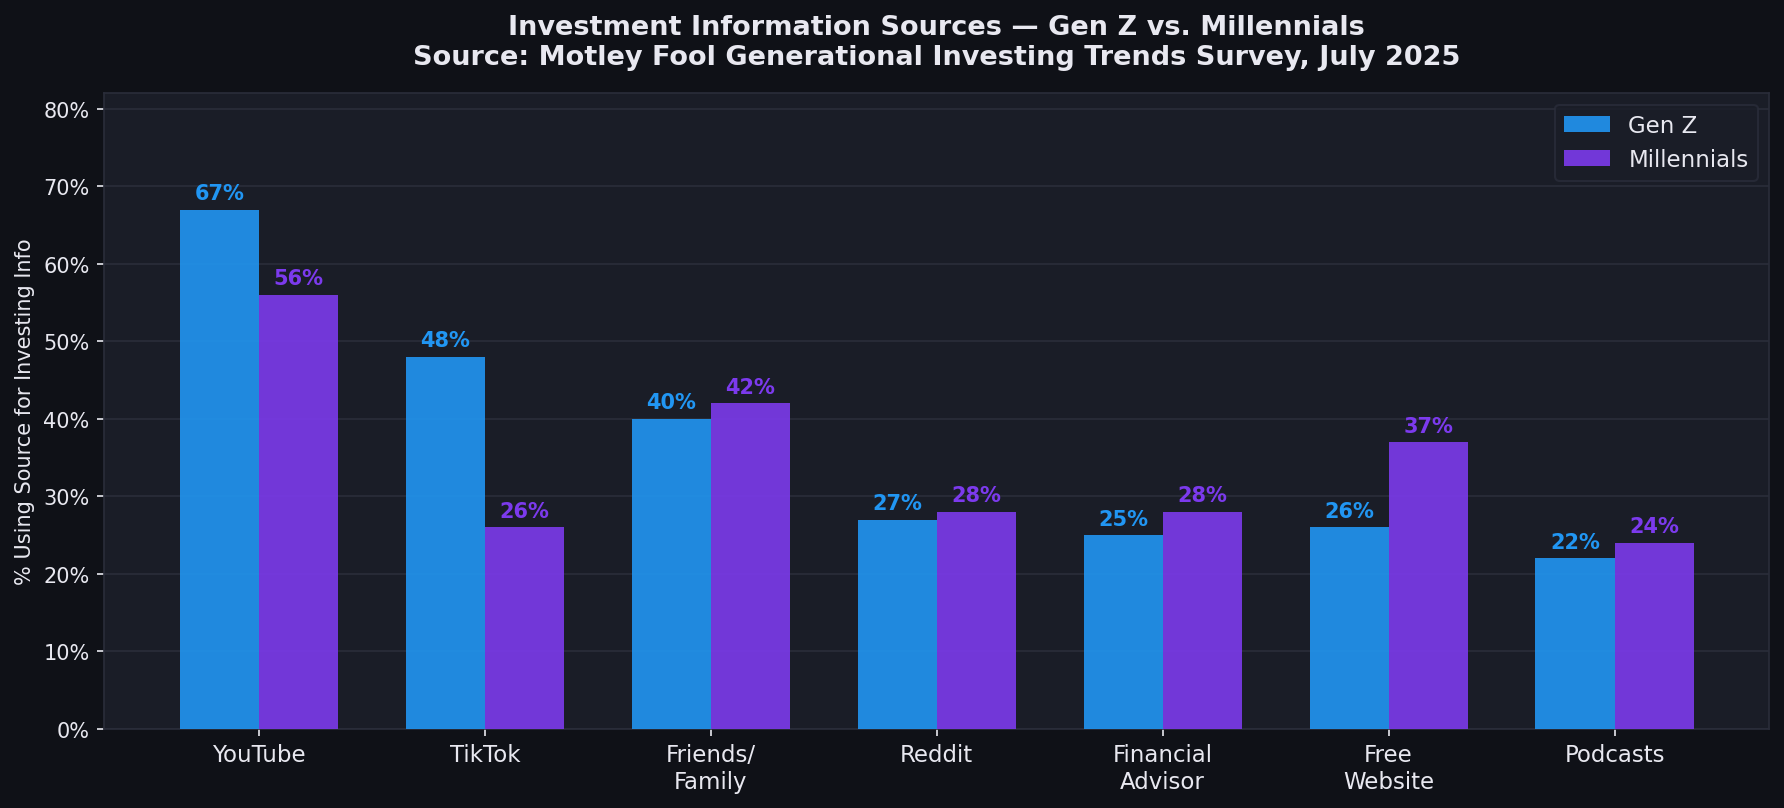 Investment Information Sources — Gen Z vs. Millennials
Source: Motley Fool Generational Investing Trends Survey, July 2025
% Using Source for Investing Info
80%
70%
60%
50%
40%
30%
20%
10%
0%
Gen Z
Millennials
67%
56%
48%
26%
40%
42%
27%
28%
25%
28%
26%
37%
22%
24%
YouTube
TikTok
Friends/
Family
Reddit
Financial
Advisor
Free
Website
Podcasts